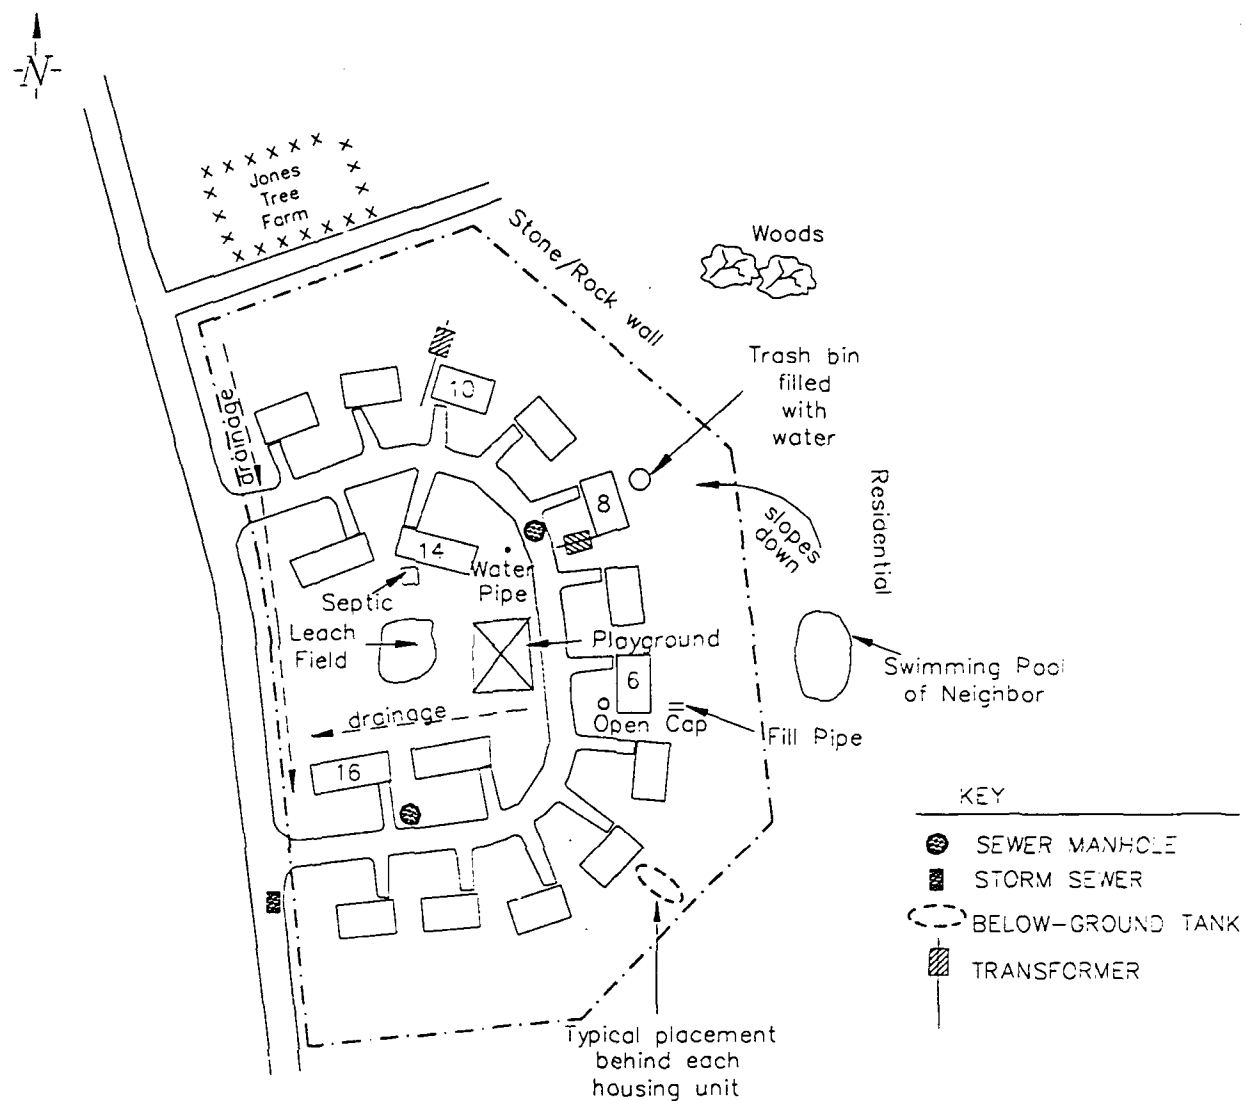 N
Jones
Tree
Farm
Stone/Rock wall
Woods
Trash bin
filled
with
water
drainage
10
8
14
Water
Pipe
Septic
Leach
Field
Playground
slopes
down
Residential
Swimming Pool
of Neighbor
6
Open Cap
Fill Pipe
drainage
16
KEY
SEWER MANHOLE
STORM SEWER
BELOW-GROUND TANK
TRANSFORMER
Typical placement
behind each
housing unit